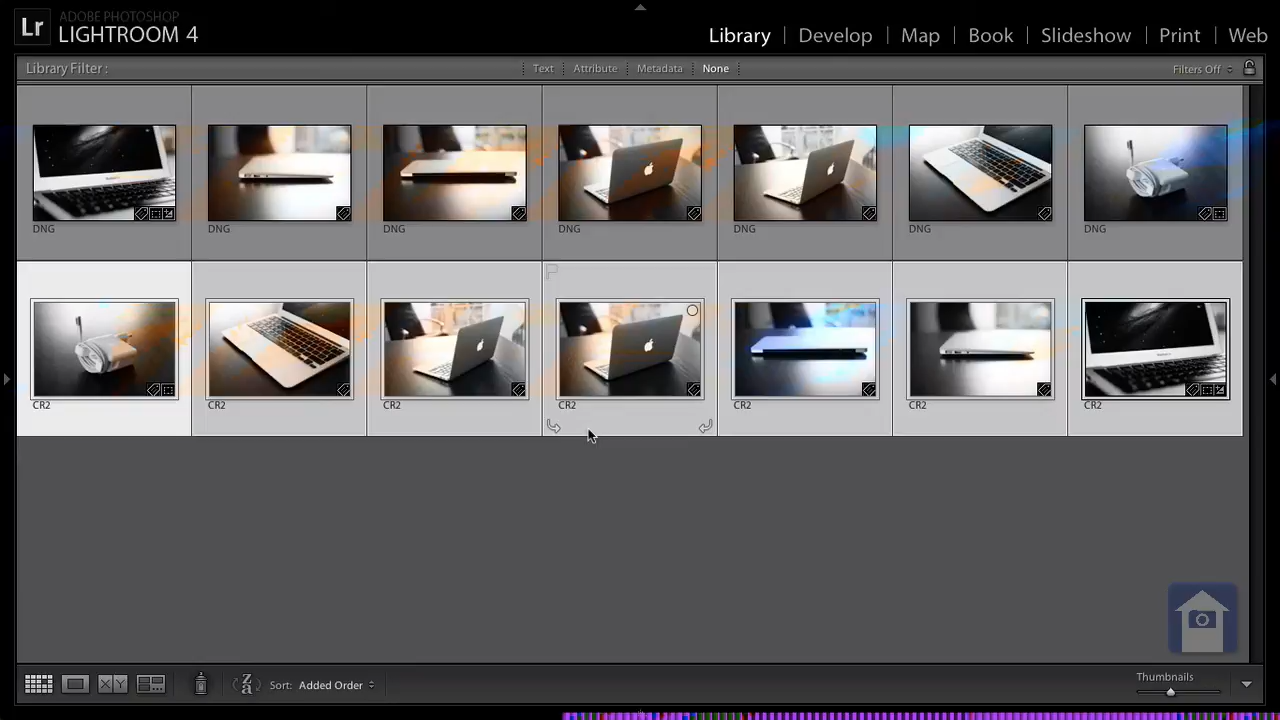 Lr
ADOBE PHOTOSHOP
LIGHTROOM 4
Library | Develop | Map | Book | Slideshow | Print | Web
Library Filter : Text Attribute Metadata None Filters Off
DNG DNG DNG DNG DNG DNG DNG
CR2 CR2 CR2 CR2 CR2 CR2 CR2
XY
Sort: Added Order
Thumbnails